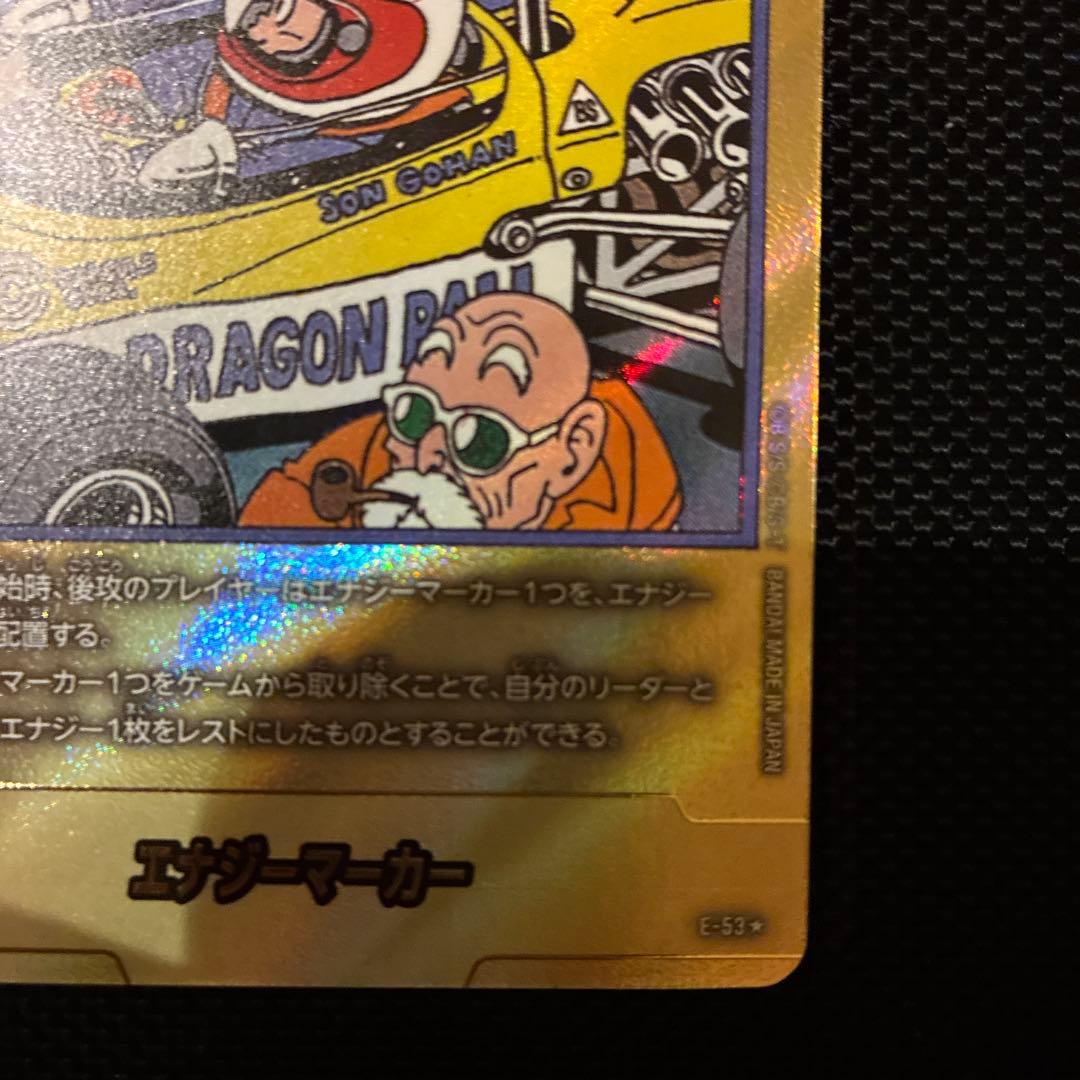 BS
SON GOHAN
DRAGON BALL
始時、後攻のプレイヤーはエナジーマーカー1つを、エナジー
配置する。
マーカー1つをゲームから取り除くことで、自分のリーダーと
エナジー1枚をレストにしたものとすることができる。
BANDAI MADE IN JAPAN
エナジーマーカー
E-53★